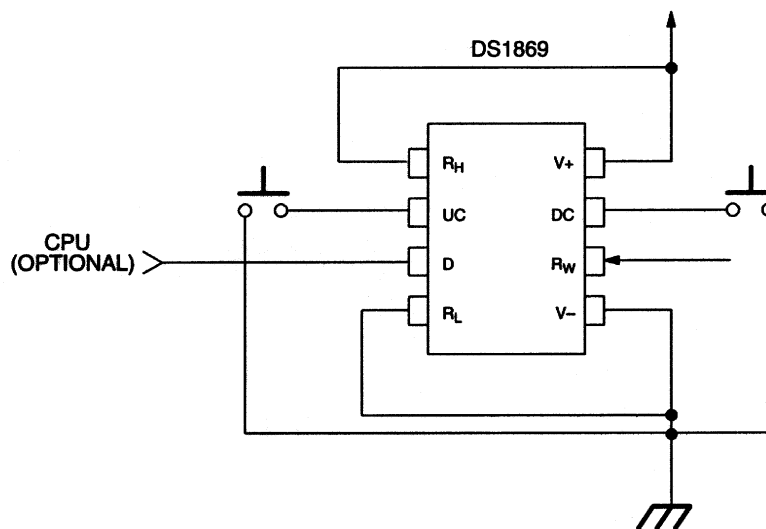 DS1869
RH V+
UC DC
CPU
(OPTIONAL)
D RW
RL V–